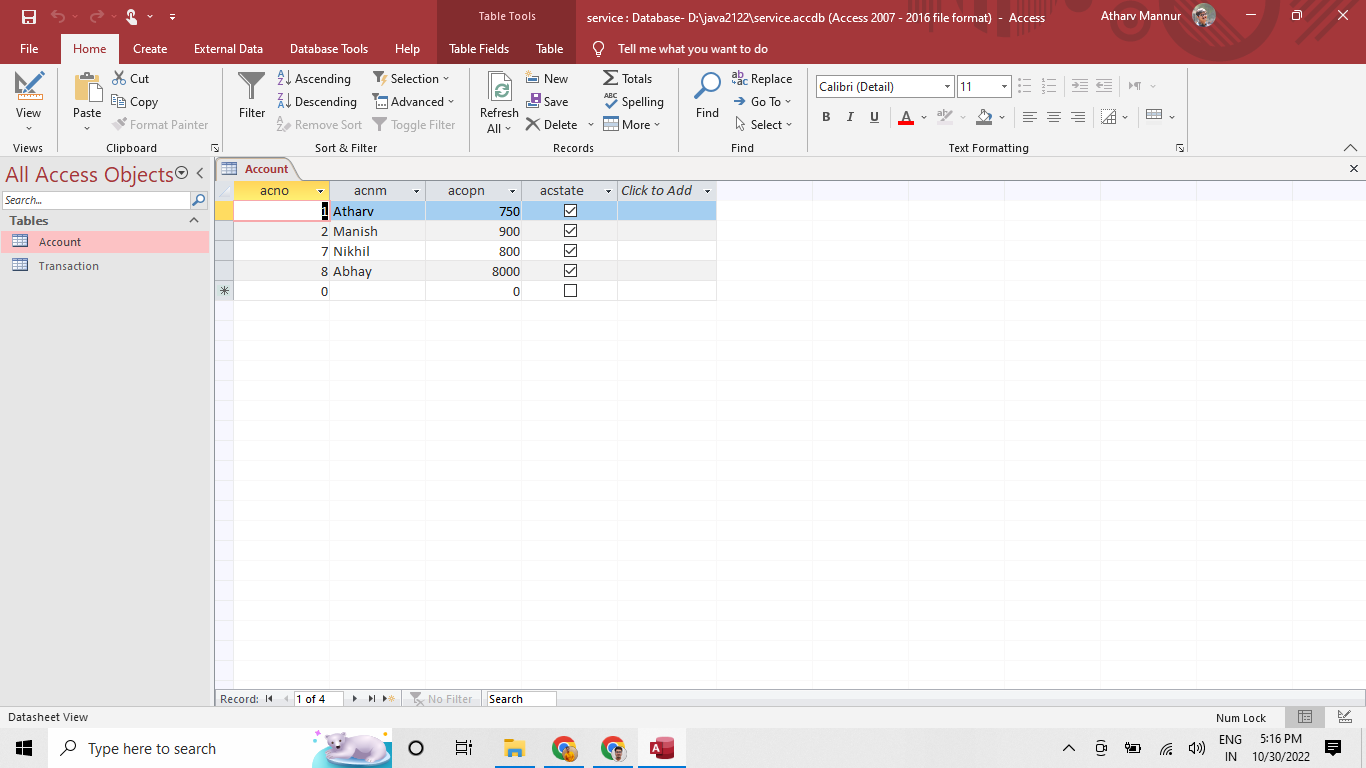 Table Tools
service : Database- D:\java2122\service.accdb (Access 2007 - 2016 file format) - Access
Atharv Mannur
File Home Create External Data Database Tools Help Table Fields Table Tell me what you want to do
View
Views
Paste
Cut
Copy
Format Painter
Clipboard
Filter
Ascending
Descending
Remove Sort
Selection
Advanced
Toggle Filter
Sort & Filter
Refresh
All
New
Save
Delete
Totals
Spelling
More
Records
Find
Replace
Go To
Select
Find
Calibri (Detail) 11
B I U A
Text Formatting
All Access Objects
Search...
Tables
Account
Transaction
Account
acno acnm acopn acstate Click to Add
1 Atharv 750
2 Manish 900
7 Nikhil 800
8 Abhay 8000
0 0
Record: 1 of 4 No Filter Search
Datasheet View
Num Lock
Type here to search
ENG
IN
5:16 PM
10/30/2022